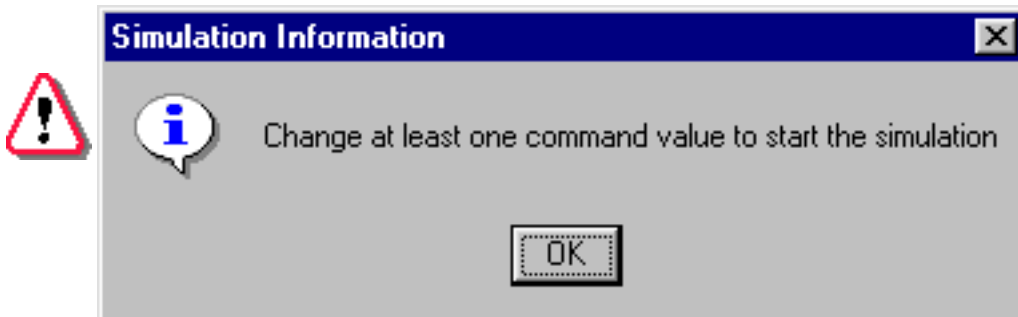 Simulation Information
Change at least one command value to start the simulation
OK